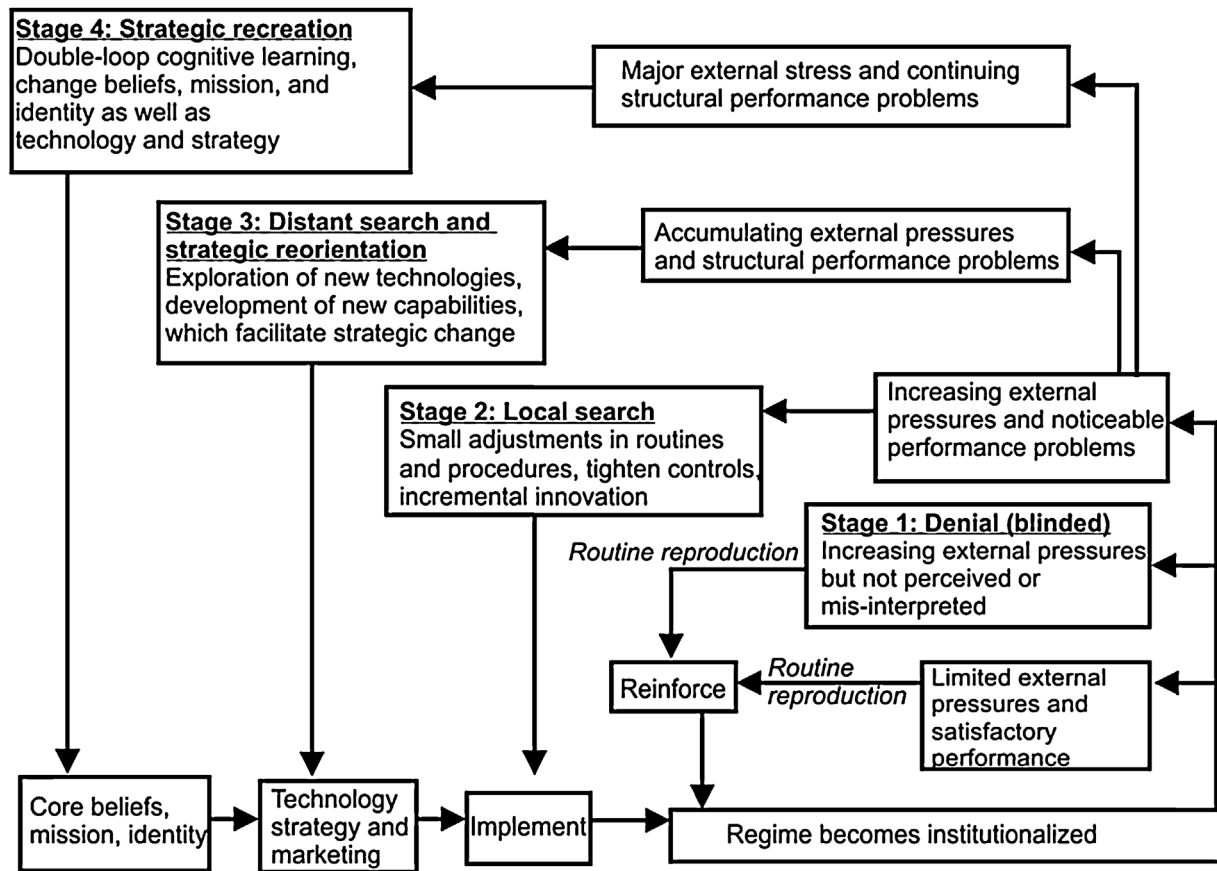 Stage 4: Strategic recreation
Double-loop cognitive learning,
change beliefs, mission, and
identity as well as
technology and strategy
Major external stress and continuing
structural performance problems
Stage 3: Distant search and
strategic reorientation
Exploration of new technologies,
development of new capabilities,
which facilitate strategic change
Accumulating external pressures
and structural performance problems
Stage 2: Local search
Small adjustments in routines
and procedures, tighten controls,
incremental innovation
Increasing external
pressures and noticeable
performance problems
Stage 1: Denial (blinded)
Increasing external pressures
but not perceived or
mis-interpreted
Routine reproduction
Reinforce
Routine
reproduction
Limited external
pressures and
satisfactory
performance
Core beliefs,
mission, identity
Technology
strategy and
marketing
Implement
Regime becomes institutionalized